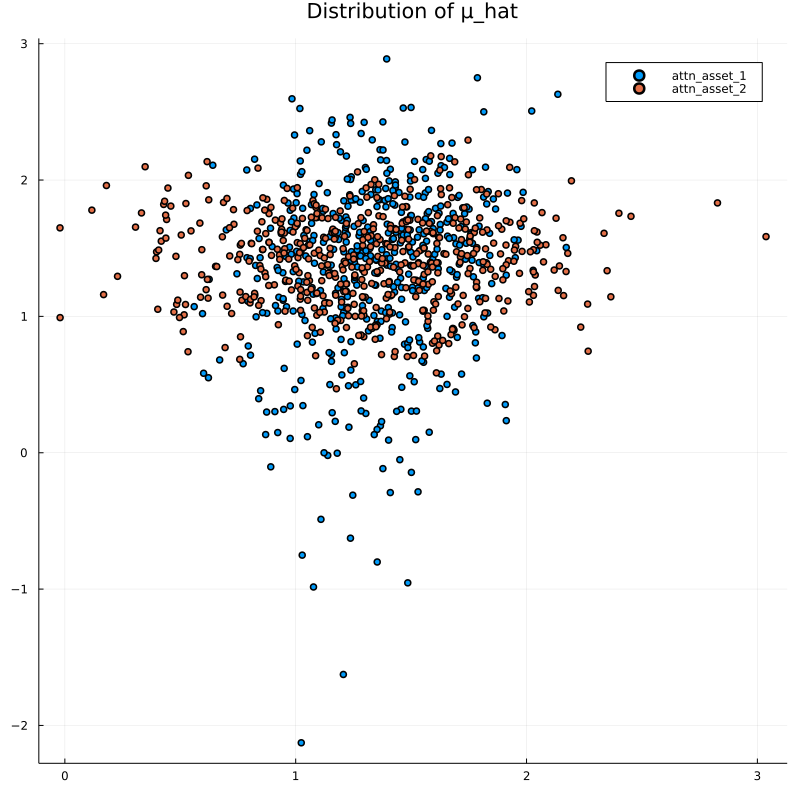 Distribution of μ_hat
3
attn_asset_1
attn_asset_2
2
1
0
−1
−2
0 1 2 3